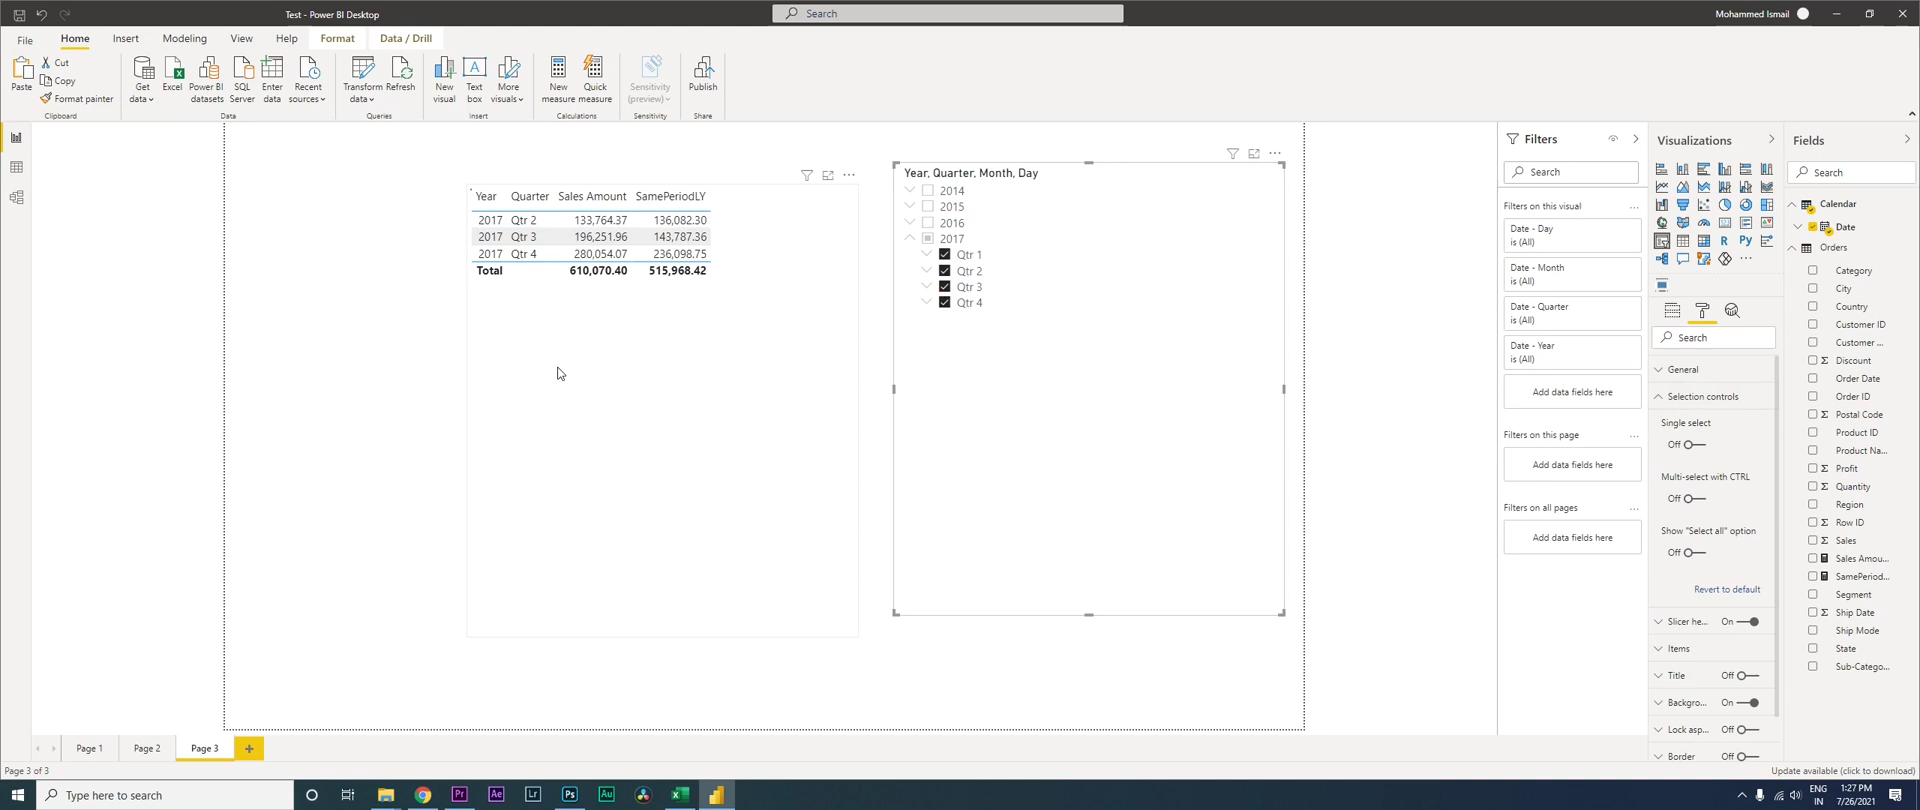 Test - Power BI Desktop
Search
Mohammed Ismail
File Home Insert Modeling View Help Format Data / Drill
Paste
Cut
Copy
Format painter
Clipboard
Get data
Excel
Power BI datasets
SQL Server
Enter data
Recent sources
Data
Transform data
Refresh
Queries
New visual
Text box
More visuals
Insert
New measure
Quick measure
Calculations
Sensitivity (preview)
Sensitivity
Publish
Share
Year Quarter Sales Amount SamePeriodLY
2017 Qtr 2 133,764.37 136,082.30
2017 Qtr 3 196,251.96 143,787.36
2017 Qtr 4 280,054.07 236,098.75
Total 610,070.40 515,968.42
Year, Quarter, Month, Day
2014
2015
2016
2017
Qtr 1
Qtr 2
Qtr 3
Qtr 4
Filters
Search
Filters on this visual ...
Date - Day
is (All)
Date - Month
is (All)
Date - Quarter
is (All)
Date - Year
is (All)
Add data fields here
Filters on this page ...
Add data fields here
Filters on all pages ...
Add data fields here
Visualizations
R Py ...
Search
General
Selection controls
Single select
Off
Multi-select with CTRL
Off
Show "Select all" option
Off
Revert to default
Slicer he... On
Items
Title Off
Backgro... On
Lock asp... Off
Border Off
Fields
Search
Calendar
Date
Orders
Category
City
Country
Customer ID
Customer ...
Discount
Order Date
Order ID
Postal Code
Product ID
Product Na...
Profit
Quantity
Region
Row ID
Sales
Sales Amou...
SamePeriod...
Segment
Ship Date
Ship Mode
State
Sub-Catego...
Page 1 Page 2 Page 3 +
Page 3 of 3
Update available (click to download)
Type here to search
Pr Ae Lr Ps Au
ENG
IN
1:27 PM
7/26/2021